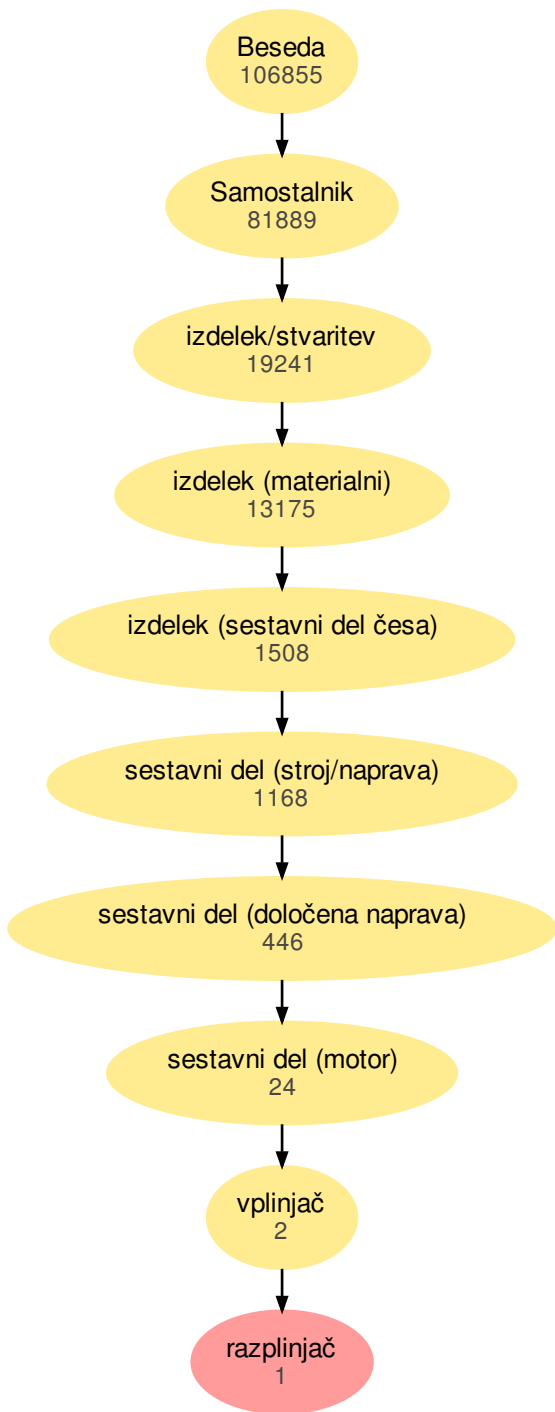 Beseda
106855
Samostalnik
81889
izdelek/stvaritev
19241
izdelek (materialni)
13175
izdelek (sestavni del česa)
1508
sestavni del (stroj/naprava)
1168
sestavni del (določena naprava)
446
sestavni del (motor)
24
vplinjač
2
razplinjač
1